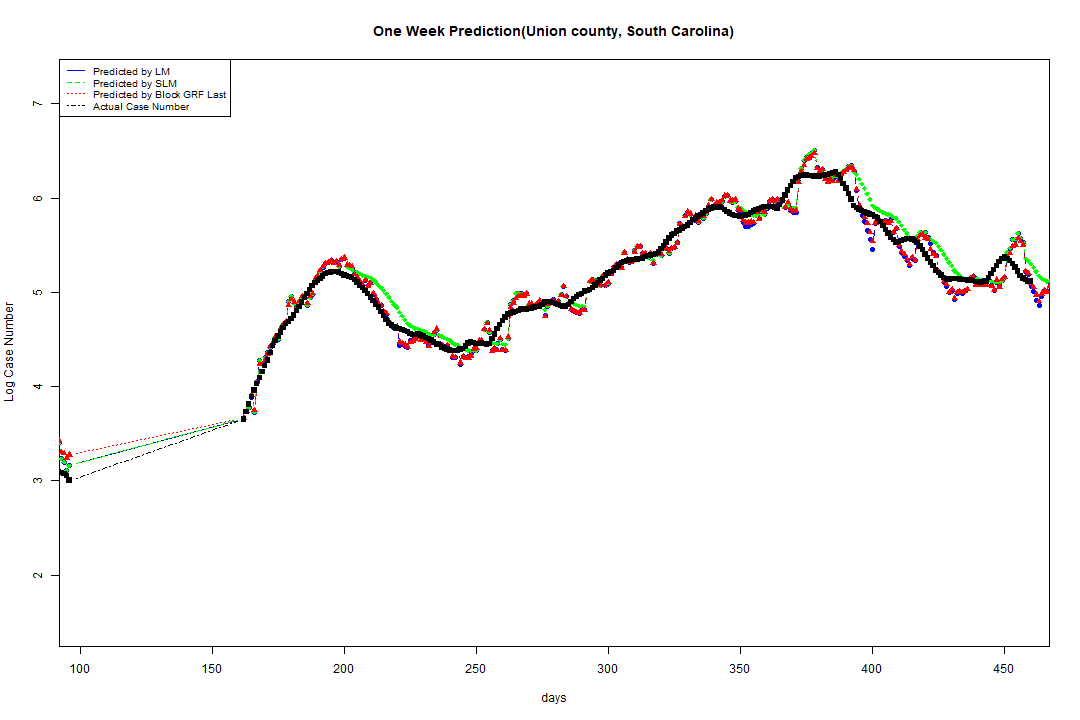 One Week Prediction(Union county, South Carolina)
Predicted by LM
Predicted by SLM
Predicted by Block GRF Last
Actual Case Number
7
6
5
4
3
2
Log Case Number
100 150 200 250 300 350 400 450
days